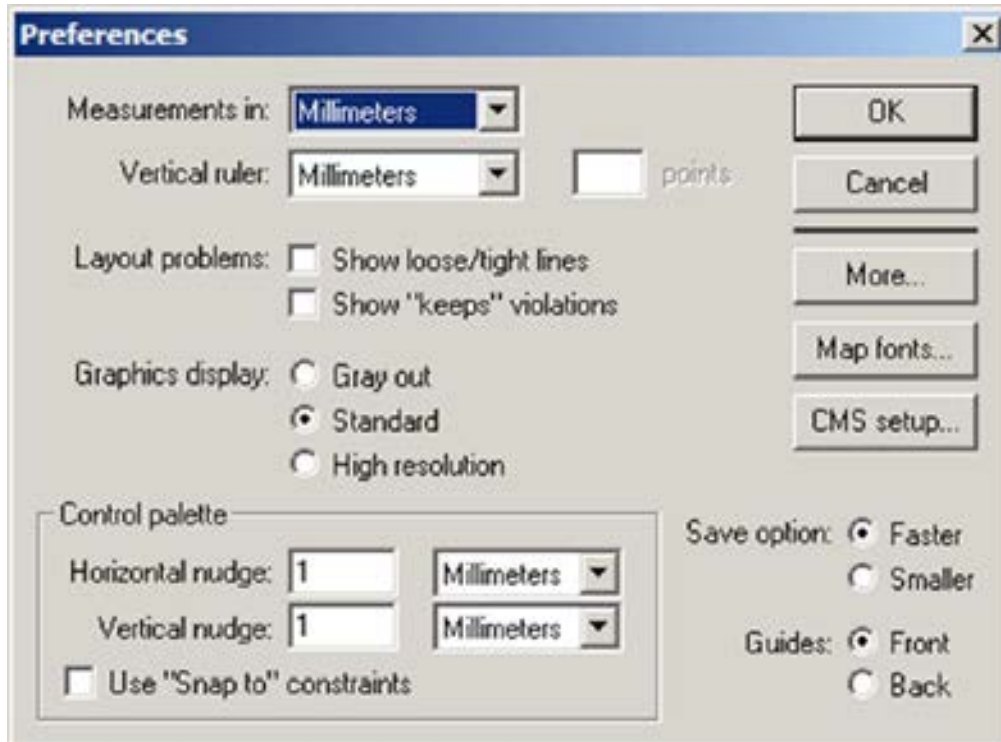 Preferences
Measurements in: Millimeters
OK
Vertical ruler: Millimeters points
Cancel
Layout problems: Show loose/tight lines
More...
Show "keeps" violations
Map fonts...
Graphics display: Gray out
Standard
CMS setup...
High resolution
Control palette
Save option: Faster
Horizontal nudge: 1 Millimeters
Smaller
Vertical nudge: 1 Millimeters
Guides: Front
Use "Snap to" constraints
Back